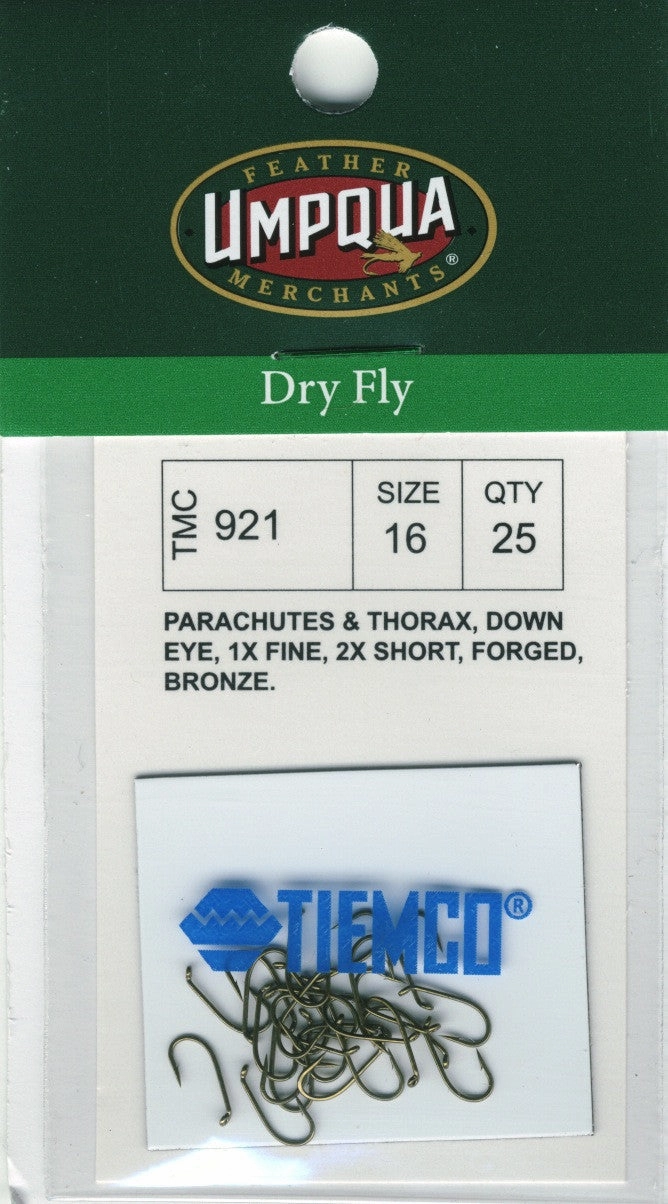 FEATHER
UMPQUA
MERCHANTS®
Dry Fly
TMC 921
SIZE
16
QTY
25
PARACHUTES & THORAX, DOWN
EYE, 1X FINE, 2X SHORT, FORGED,
BRONZE.
TIEMCO®